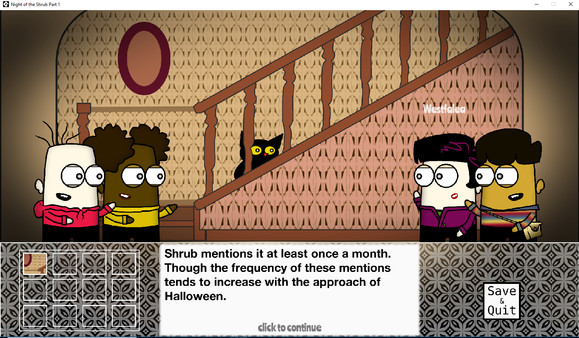 Night of the Shrub Part 1
Westfalen
Shrub mentions it at least once a month.
Though the frequency of these mentions
tends to increase with the approach of
Halloween.
click to continue
Save
&
Quit